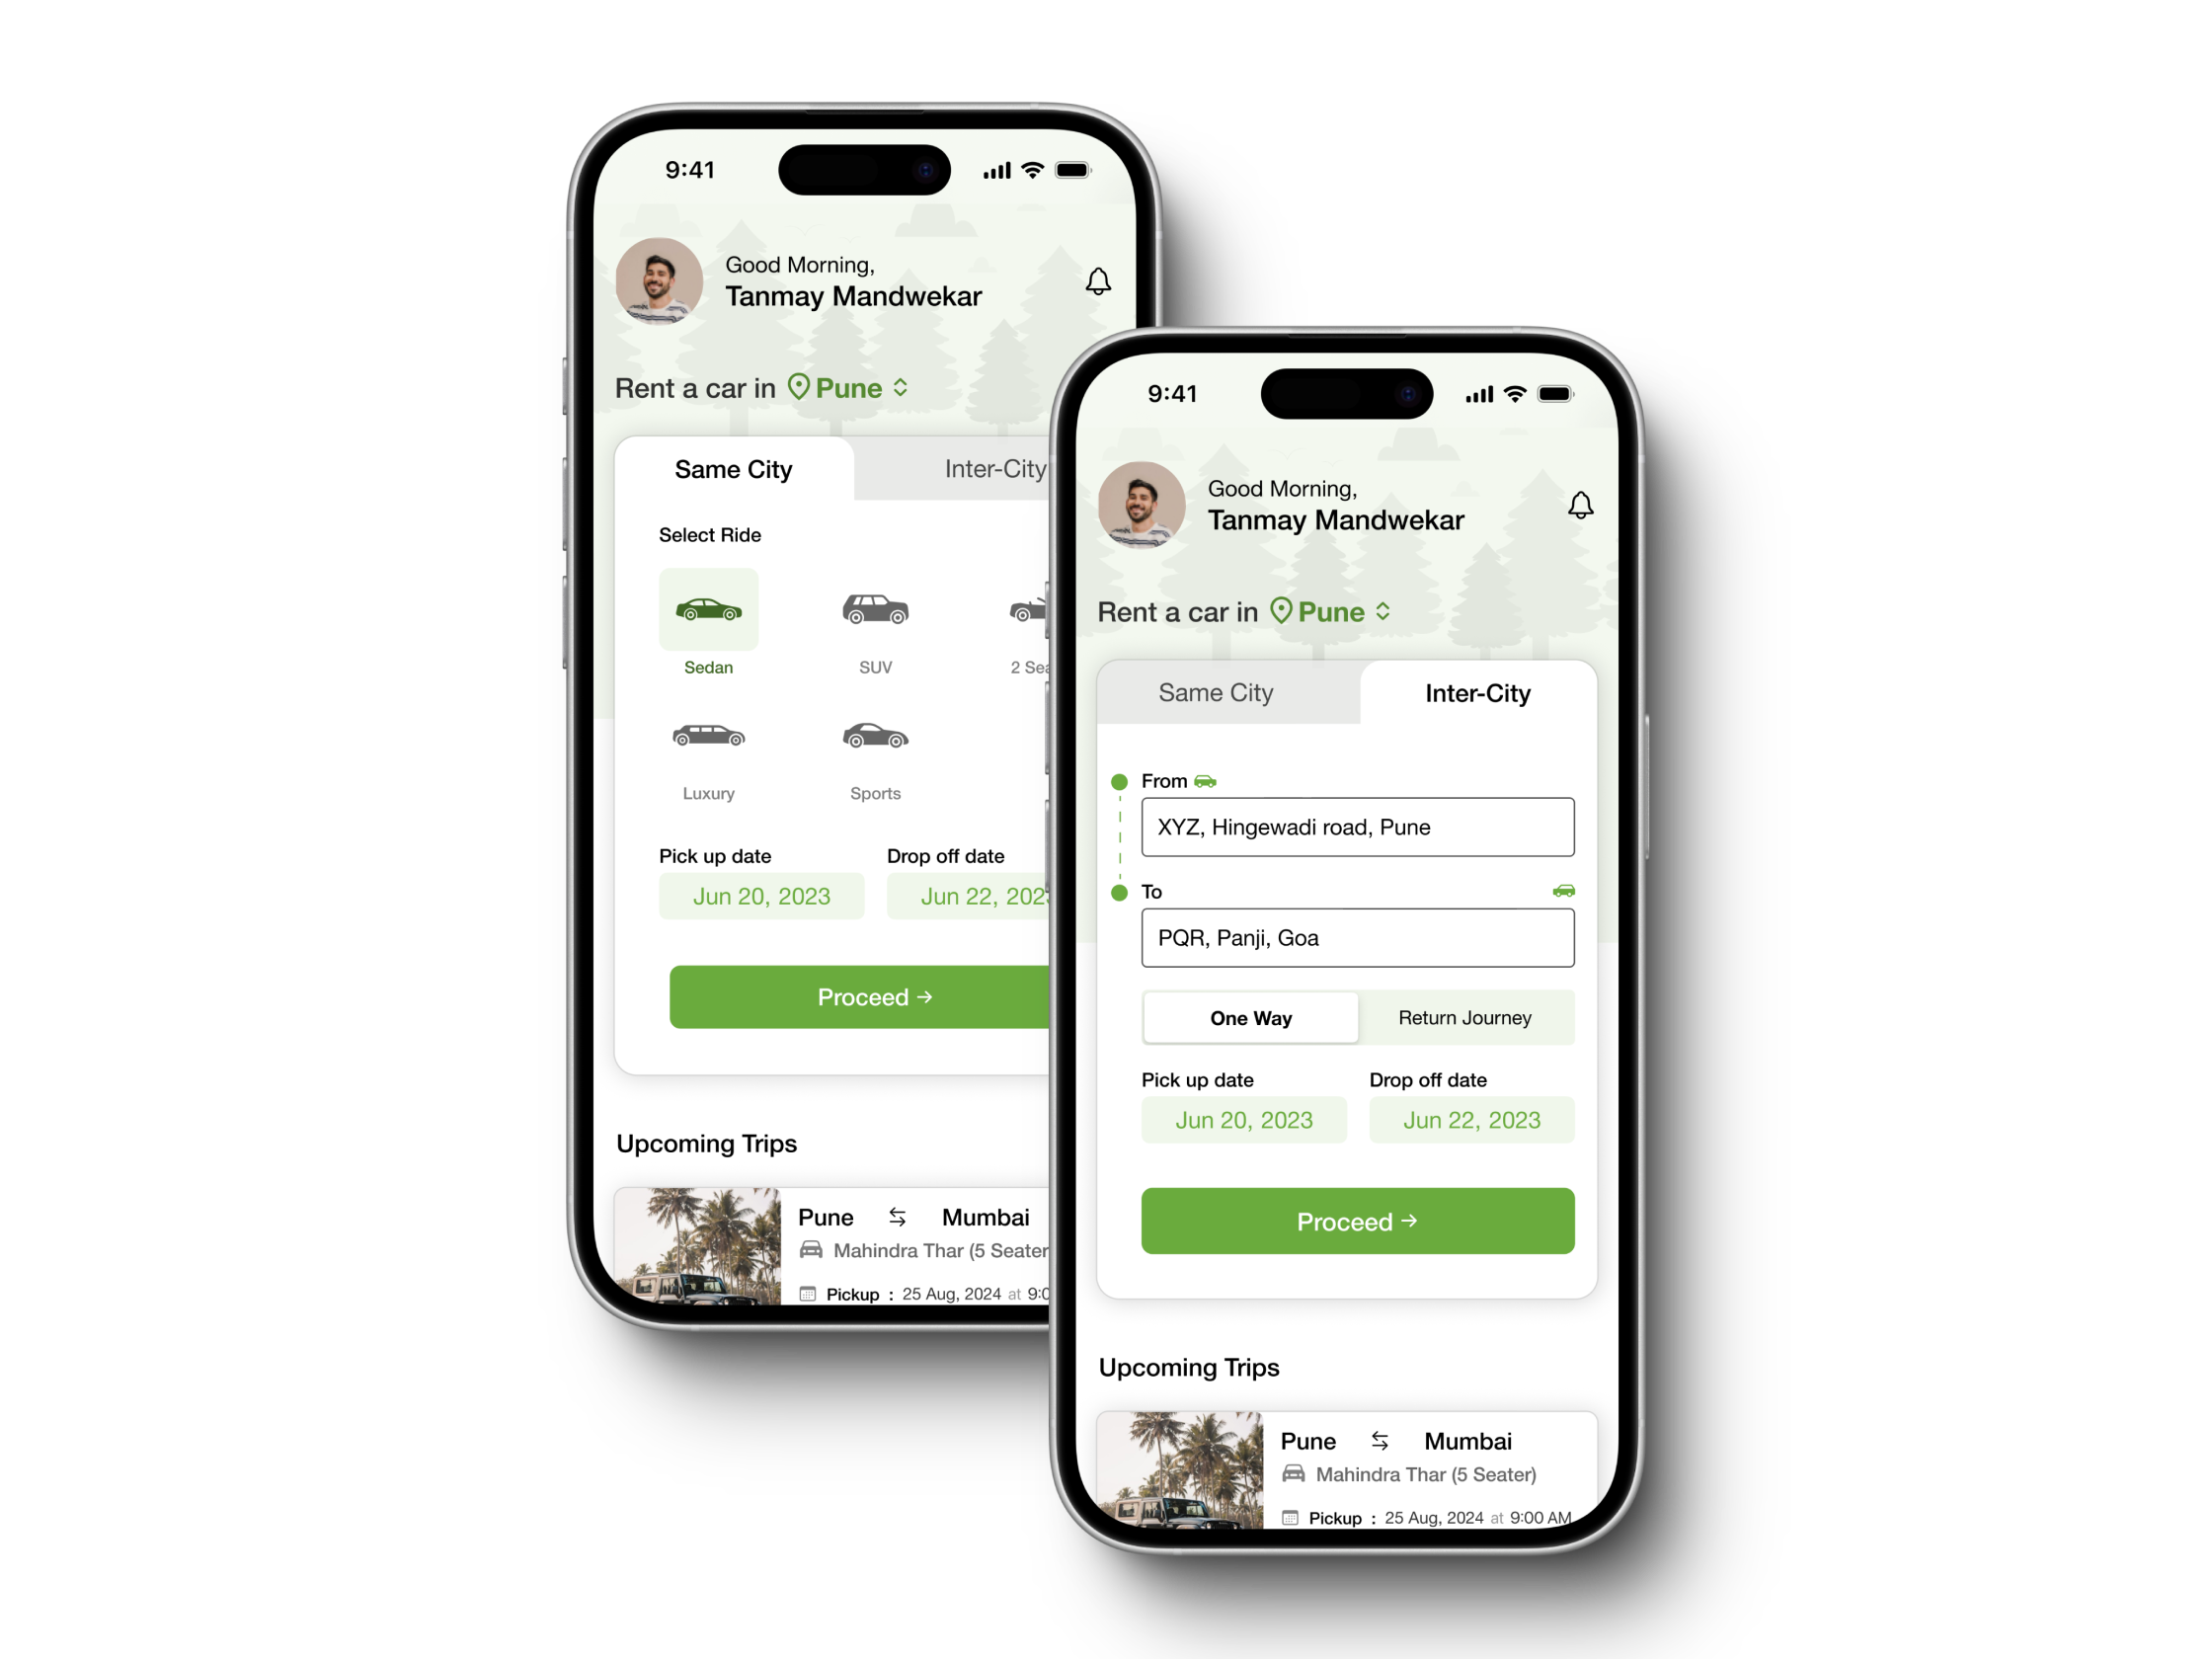 9:41
Good Morning,
Tanmay Mandwekar
Rent a car in Pune
Same City Inter-City
Select Ride
Sedan SUV 2 Sea
Luxury Sports
Pick up date Drop off date
Jun 20, 2023 Jun 22, 202
Proceed →
Upcoming Trips
Pune ⇆ Mumbai
Mahindra Thar (5 Seater
Pickup : 25 Aug, 2024 at 9:0
9:41
Good Morning,
Tanmay Mandwekar
Rent a car in Pune
Same City Inter-City
From
XYZ, Hingewadi road, Pune
To
PQR, Panji, Goa
One Way Return Journey
Pick up date Drop off date
Jun 20, 2023 Jun 22, 2023
Proceed →
Upcoming Trips
Pune ⇆ Mumbai
Mahindra Thar (5 Seater)
Pickup : 25 Aug, 2024 at 9:00 AM